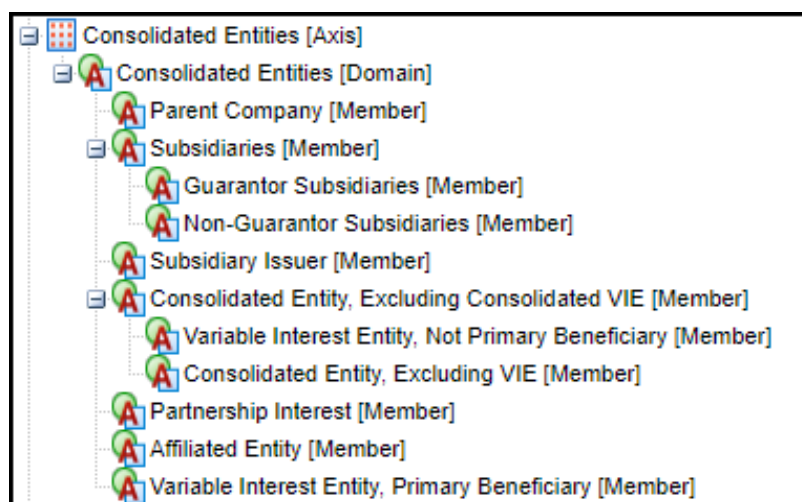 Consolidated Entities [Axis]
Consolidated Entities [Domain]
Parent Company [Member]
Subsidiaries [Member]
Guarantor Subsidiaries [Member]
Non-Guarantor Subsidiaries [Member]
Subsidiary Issuer [Member]
Consolidated Entity, Excluding Consolidated VIE [Member]
Variable Interest Entity, Not Primary Beneficiary [Member]
Consolidated Entity, Excluding VIE [Member]
Partnership Interest [Member]
Affiliated Entity [Member]
Variable Interest Entity, Primary Beneficiary [Member]